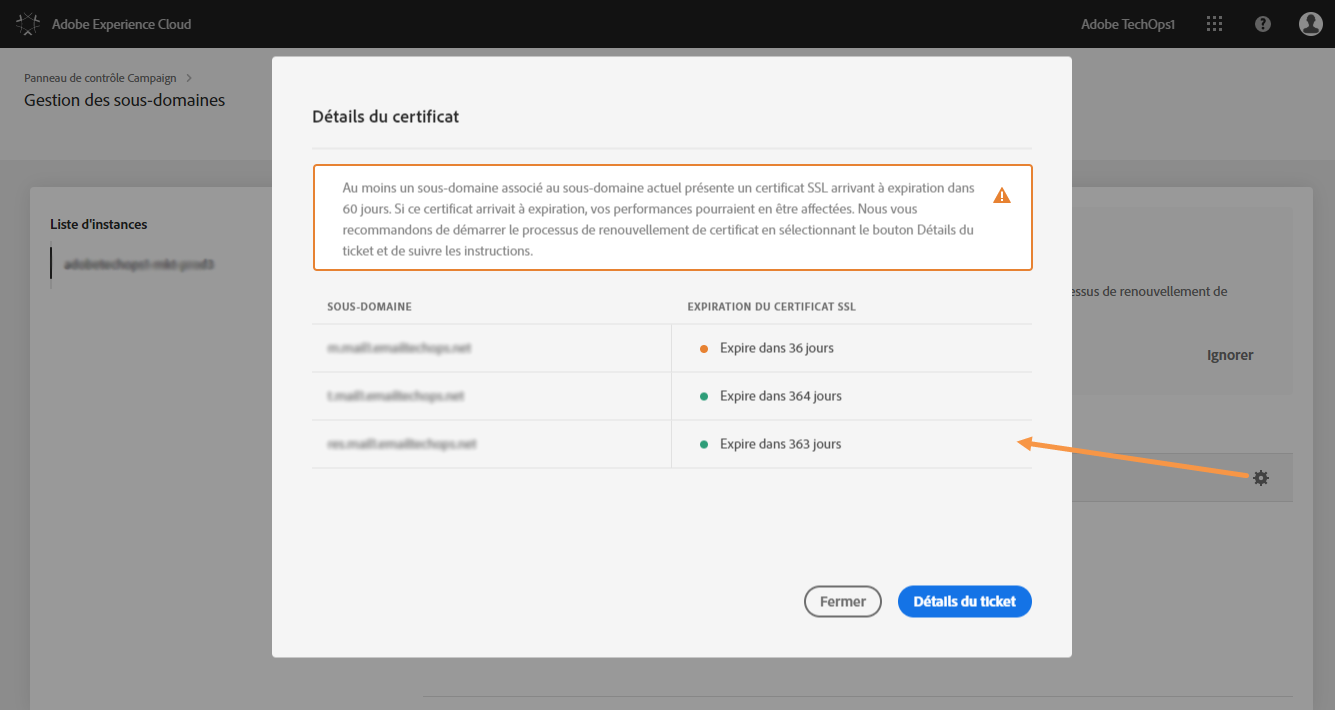 Adobe Experience Cloud
Adobe TechOps1
Panneau de contrôle Campaign
Gestion des sous-domaines
Liste d'instances
Détails du certificat
Au moins un sous-domaine associé au sous-domaine actuel présente un certificat SSL arrivant à expiration dans
60 jours. Si ce certificat arrivait à expiration, vos performances pourraient en être affectées. Nous vous
recommandons de démarrer le processus de renouvellement de certificat en sélectionnant le bouton Détails du
ticket et de suivre les instructions.
SOUS-DOMAINE EXPIRATION DU CERTIFICAT SSL
Expire dans 36 jours
Expire dans 364 jours
Expire dans 363 jours
Fermer Détails du ticket
essus de renouvellement de
Ignorer